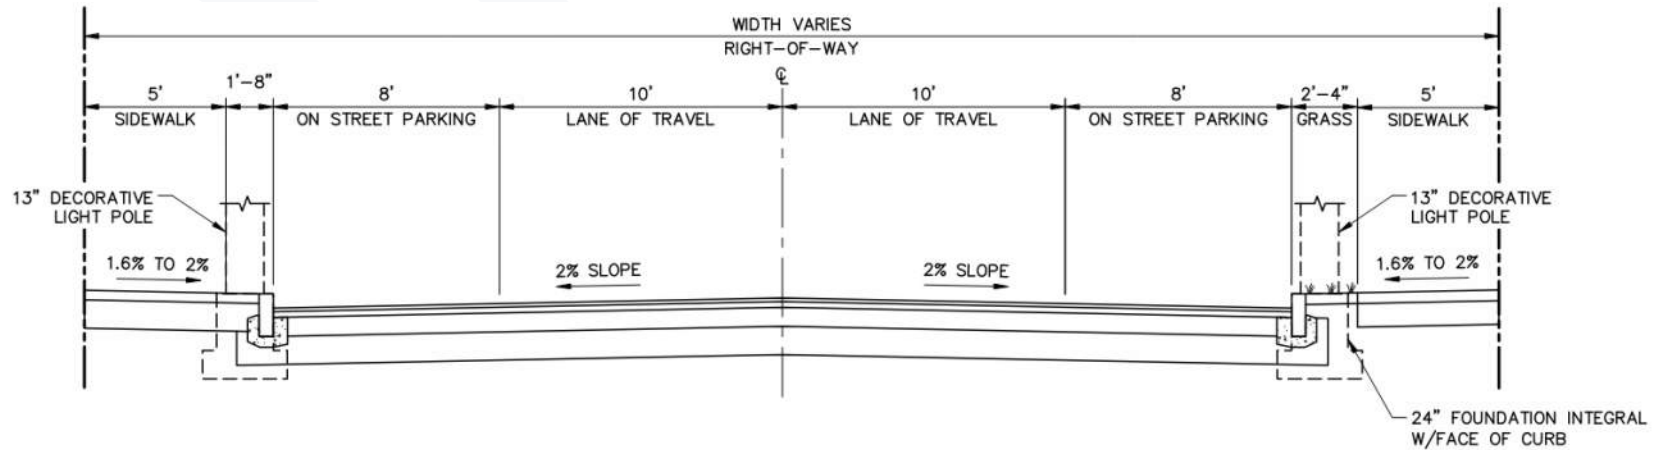 WIDTH VARIES
RIGHT-OF-WAY
℄
5'
1'-8"
8'
10'
10'
8'
2'-4"
5'
SIDEWALK
ON STREET PARKING
LANE OF TRAVEL
LANE OF TRAVEL
ON STREET PARKING
GRASS
SIDEWALK
13" DECORATIVE
LIGHT POLE
13" DECORATIVE
LIGHT POLE
1.6% TO 2%
2% SLOPE
2% SLOPE
1.6% TO 2%
24" FOUNDATION INTEGRAL
W/FACE OF CURB